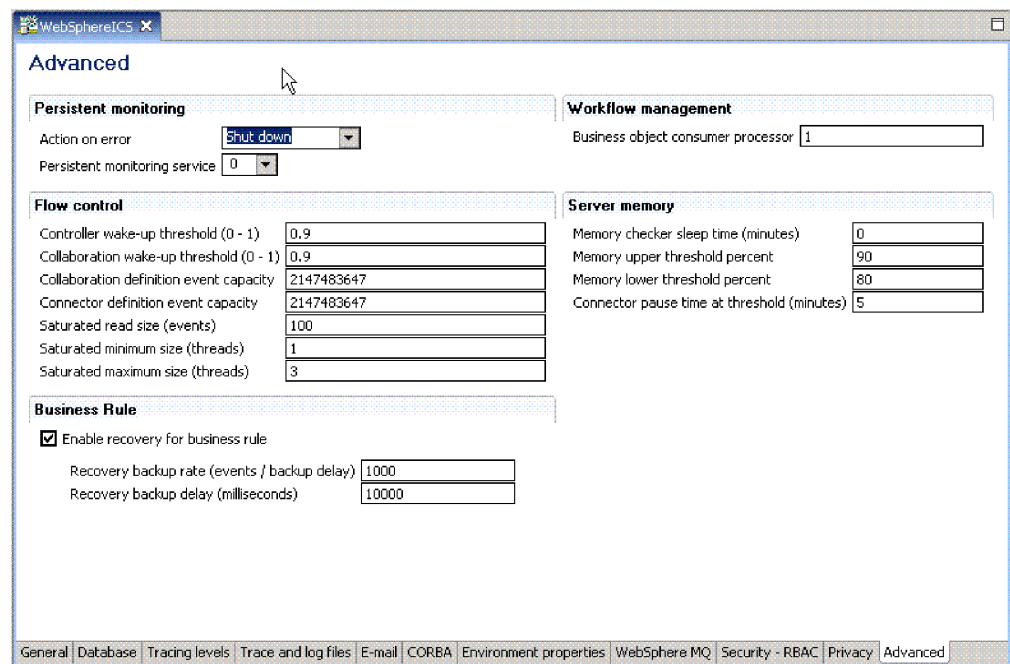 WebSphereICS
Advanced
Persistent monitoring
Action on error Shut down
Persistent monitoring service 0
Workflow management
Business object consumer processor 1
Flow control
Controller wake-up threshold (0 - 1) 0.9
Collaboration wake-up threshold (0 - 1) 0.9
Collaboration definition event capacity 2147483647
Connector definition event capacity 2147483647
Saturated read size (events) 100
Saturated minimum size (threads) 1
Saturated maximum size (threads) 3
Server memory
Memory checker sleep time (minutes) 0
Memory upper threshold percent 90
Memory lower threshold percent 80
Connector pause time at threshold (minutes) 5
Business Rule
Enable recovery for business rule
Recovery backup rate (events / backup delay) 1000
Recovery backup delay (milliseconds) 10000
General Database Tracing levels Trace and log files E-mail CORBA Environment properties WebSphere MQ Security - RBAC Privacy Advanced